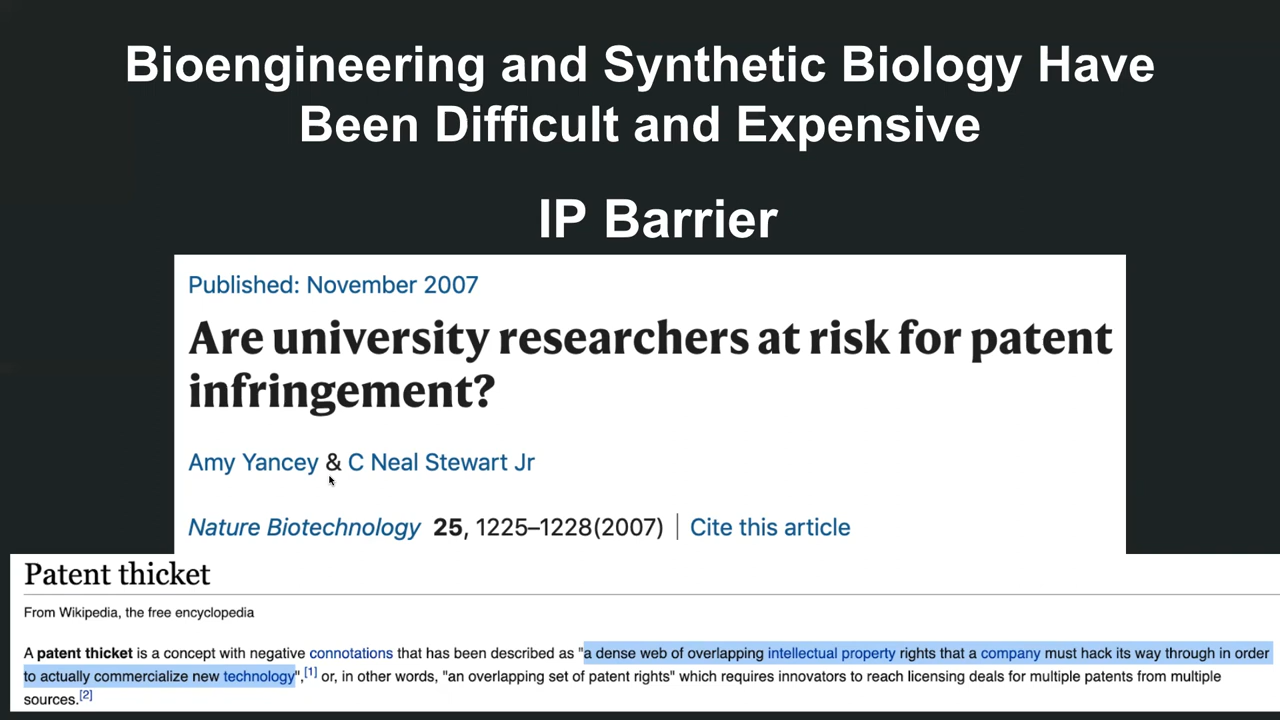 Bioengineering and Synthetic Biology Have
Been Difficult and Expensive
IP Barrier
Published: November 2007
Are university researchers at risk for patent
infringement?
Amy Yancey & C Neal Stewart Jr
Nature Biotechnology 25, 1225–1228(2007) | Cite this article
Patent thicket
From Wikipedia, the free encyclopedia
A patent thicket is a concept with negative connotations that has been described as "a dense web of overlapping intellectual property rights that a company must hack its way through in order
to actually commercialize new technology",[1] or, in other words, "an overlapping set of patent rights" which requires innovators to reach licensing deals for multiple patents from multiple
sources.[2]